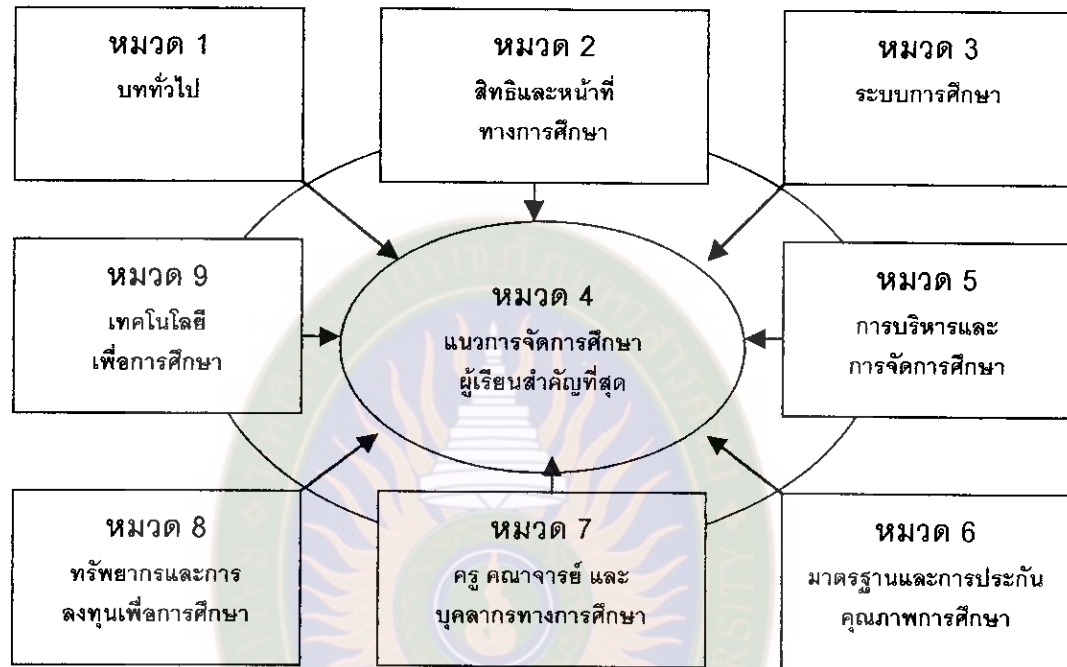 หมวด 1
บททั่วไป
หมวด 2
สิทธิและหน้าที่
ทางการศึกษา
หมวด 3
ระบบการศึกษา
หมวด 9
เทคโนโลยี
เพื่อการศึกษา
หมวด 4
แนวการจัดการศึกษา
ผู้เรียนสำคัญที่สุด
หมวด 5
การบริหารและ
การจัดการศึกษา
หมวด 8
ทรัพยากรและการ
ลงทุนเพื่อการศึกษา
หมวด 7
ครู คณาจารย์ และ
บุคลากรทางการศึกษา
หมวด 6
มาตรฐานและการประกัน
คุณภาพการศึกษา